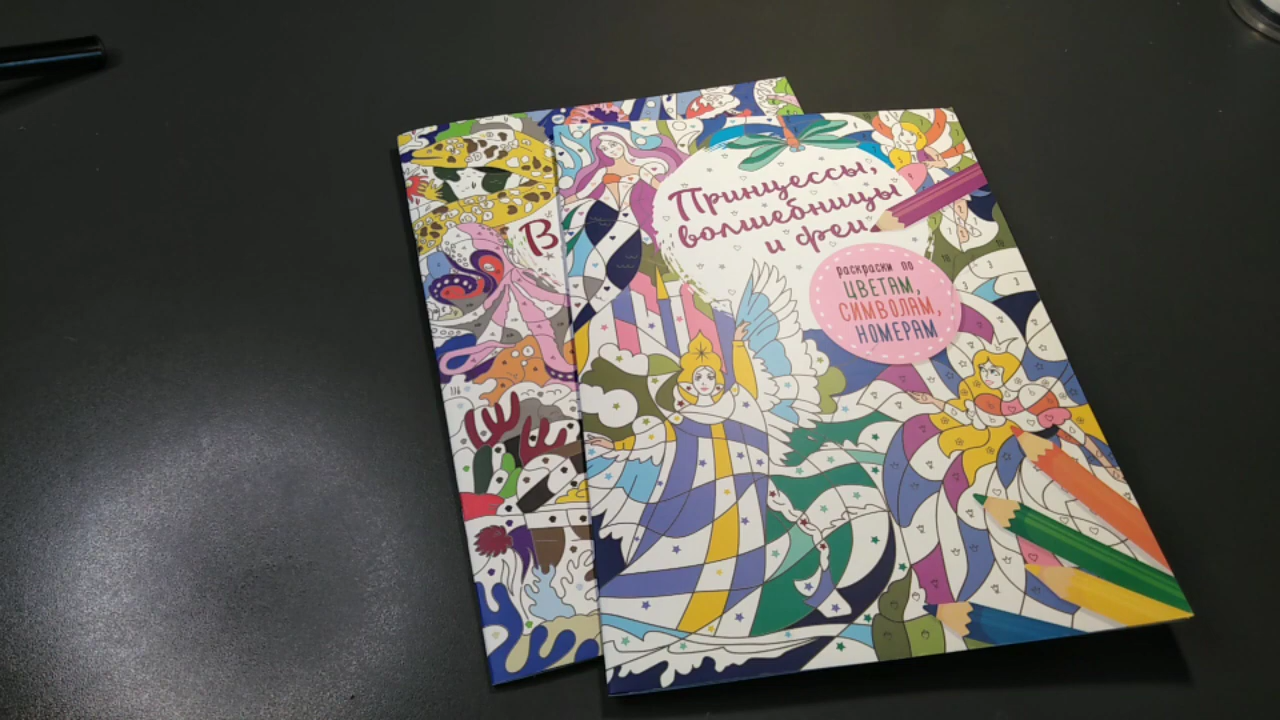 В
Принцессы,
волшебницы
и феи
раскраски по
ЦВЕТАМ,
СИМВОЛАМ,
НОМЕРАМ